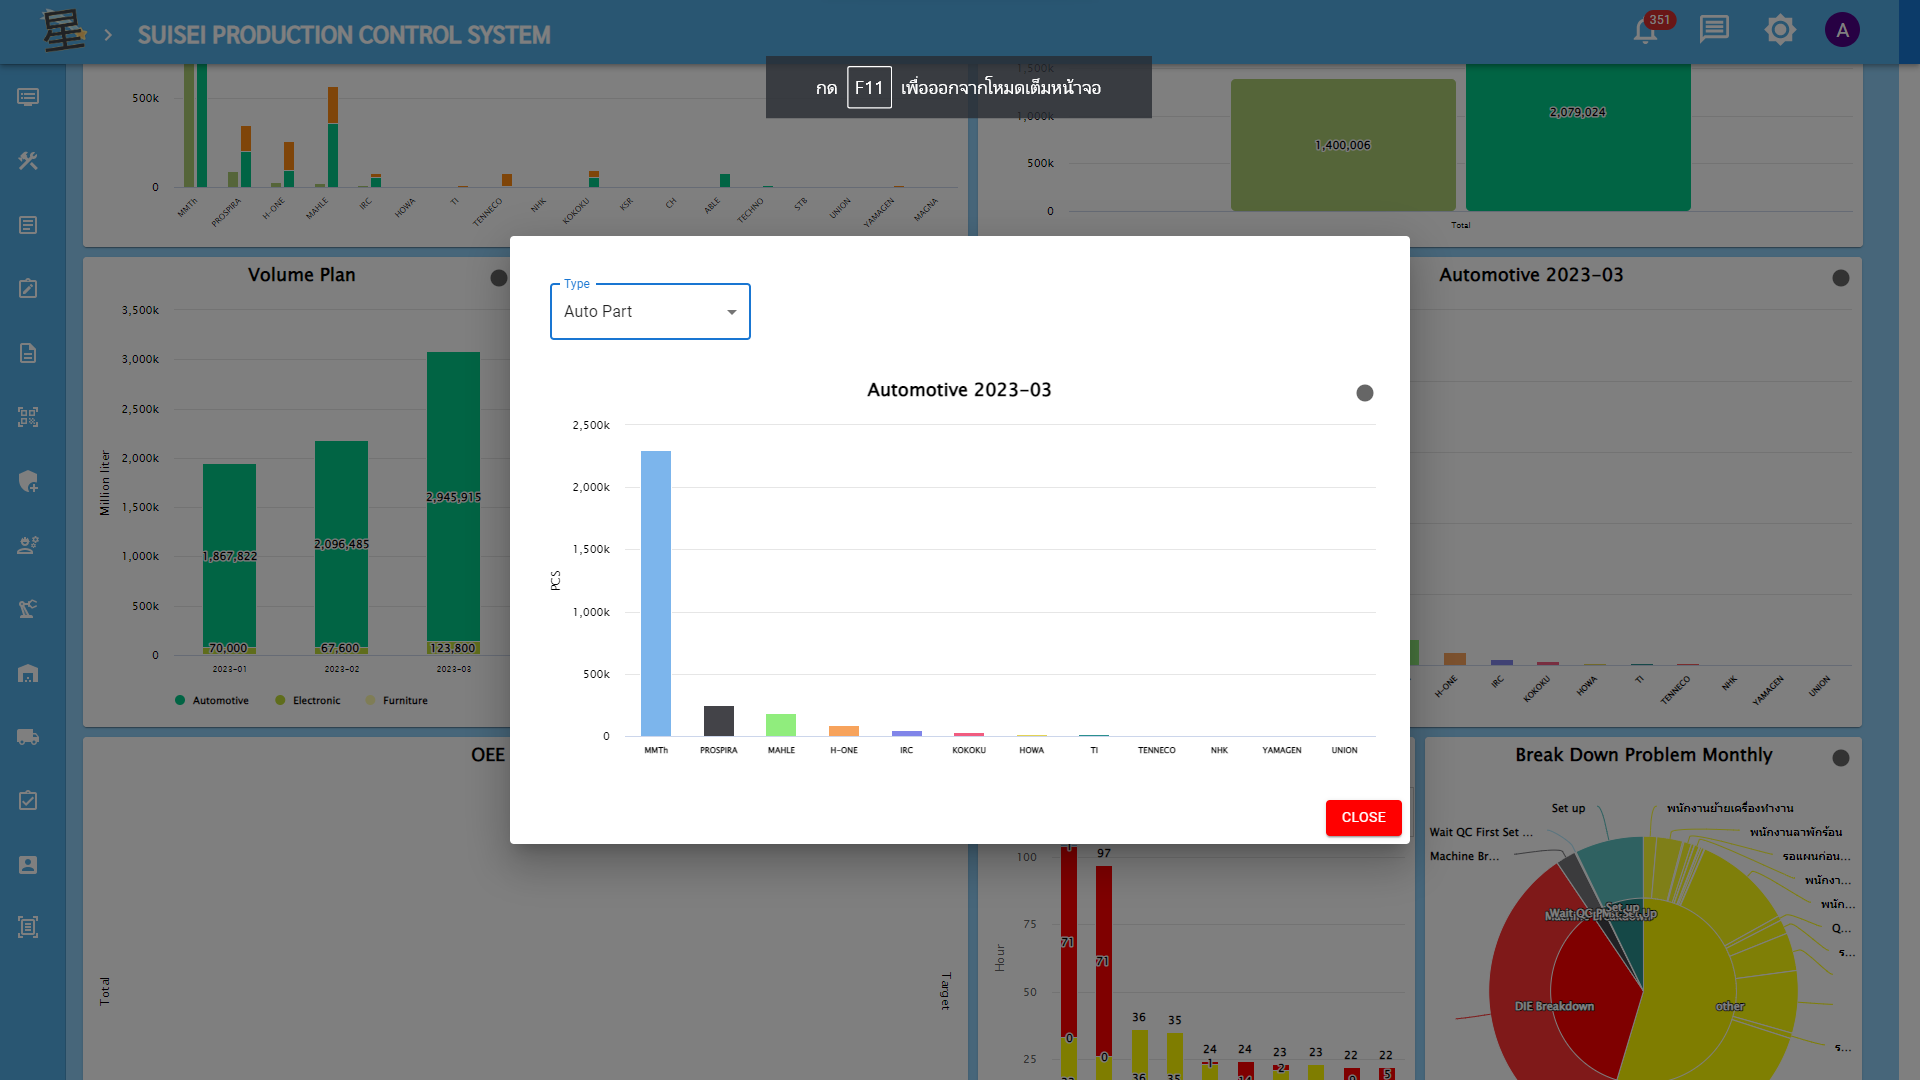 SUISEI PRODUCTION CONTROL SYSTEM
351
A
กด F11 เพื่อออกจากโหมดเต็มหน้าจอ
500k
0
MMTh
PROSPIRA
H-ONE
MAHLE
IRC
HOWA
TI
TENNECO
NHK
KOKOKU
KSR
CH
ABLE
TECHNO
STB
UNION
YAMAGEN
MAGNA
1,500k
1,000k
500k
0
1,400,006
2,079,024
Total
Volume Plan
Million liter
3,500k
3,000k
2,500k
2,000k
1,500k
1,000k
500k
0
1,867,822
2,096,485
2,945,915
70,000
67,600
123,800
2023-01
2023-02
2023-03
Automotive
Electronic
Furniture
Type
Auto Part
Automotive 2023-03
PCS
2,500k
2,000k
1,500k
1,000k
500k
0
MMTh
PROSPIRA
MAHLE
H-ONE
IRC
KOKOKU
HOWA
TI
TENNECO
NHK
YAMAGEN
UNION
CLOSE
Automotive 2023-03
H-ONE
IRC
KOKOKU
HOWA
TI
TENNECO
NHK
YAMAGEN
UNION
OEE
Total
Target
Hour
100
75
50
25
97
71
71
0
0
36
35
24
24
23
23
22
22
1
2
36
35
5
Break Down Problem Monthly
Set up
Wait QC First Set ...
Machine Br...
พนักงานย้ายเครื่องทำงาน
พนักงานลาพักร้อน
รอแผนก่อน...
พนักงา...
พนัก...
Q...
ร...
ร...
Set up
DIE Breakdown
other